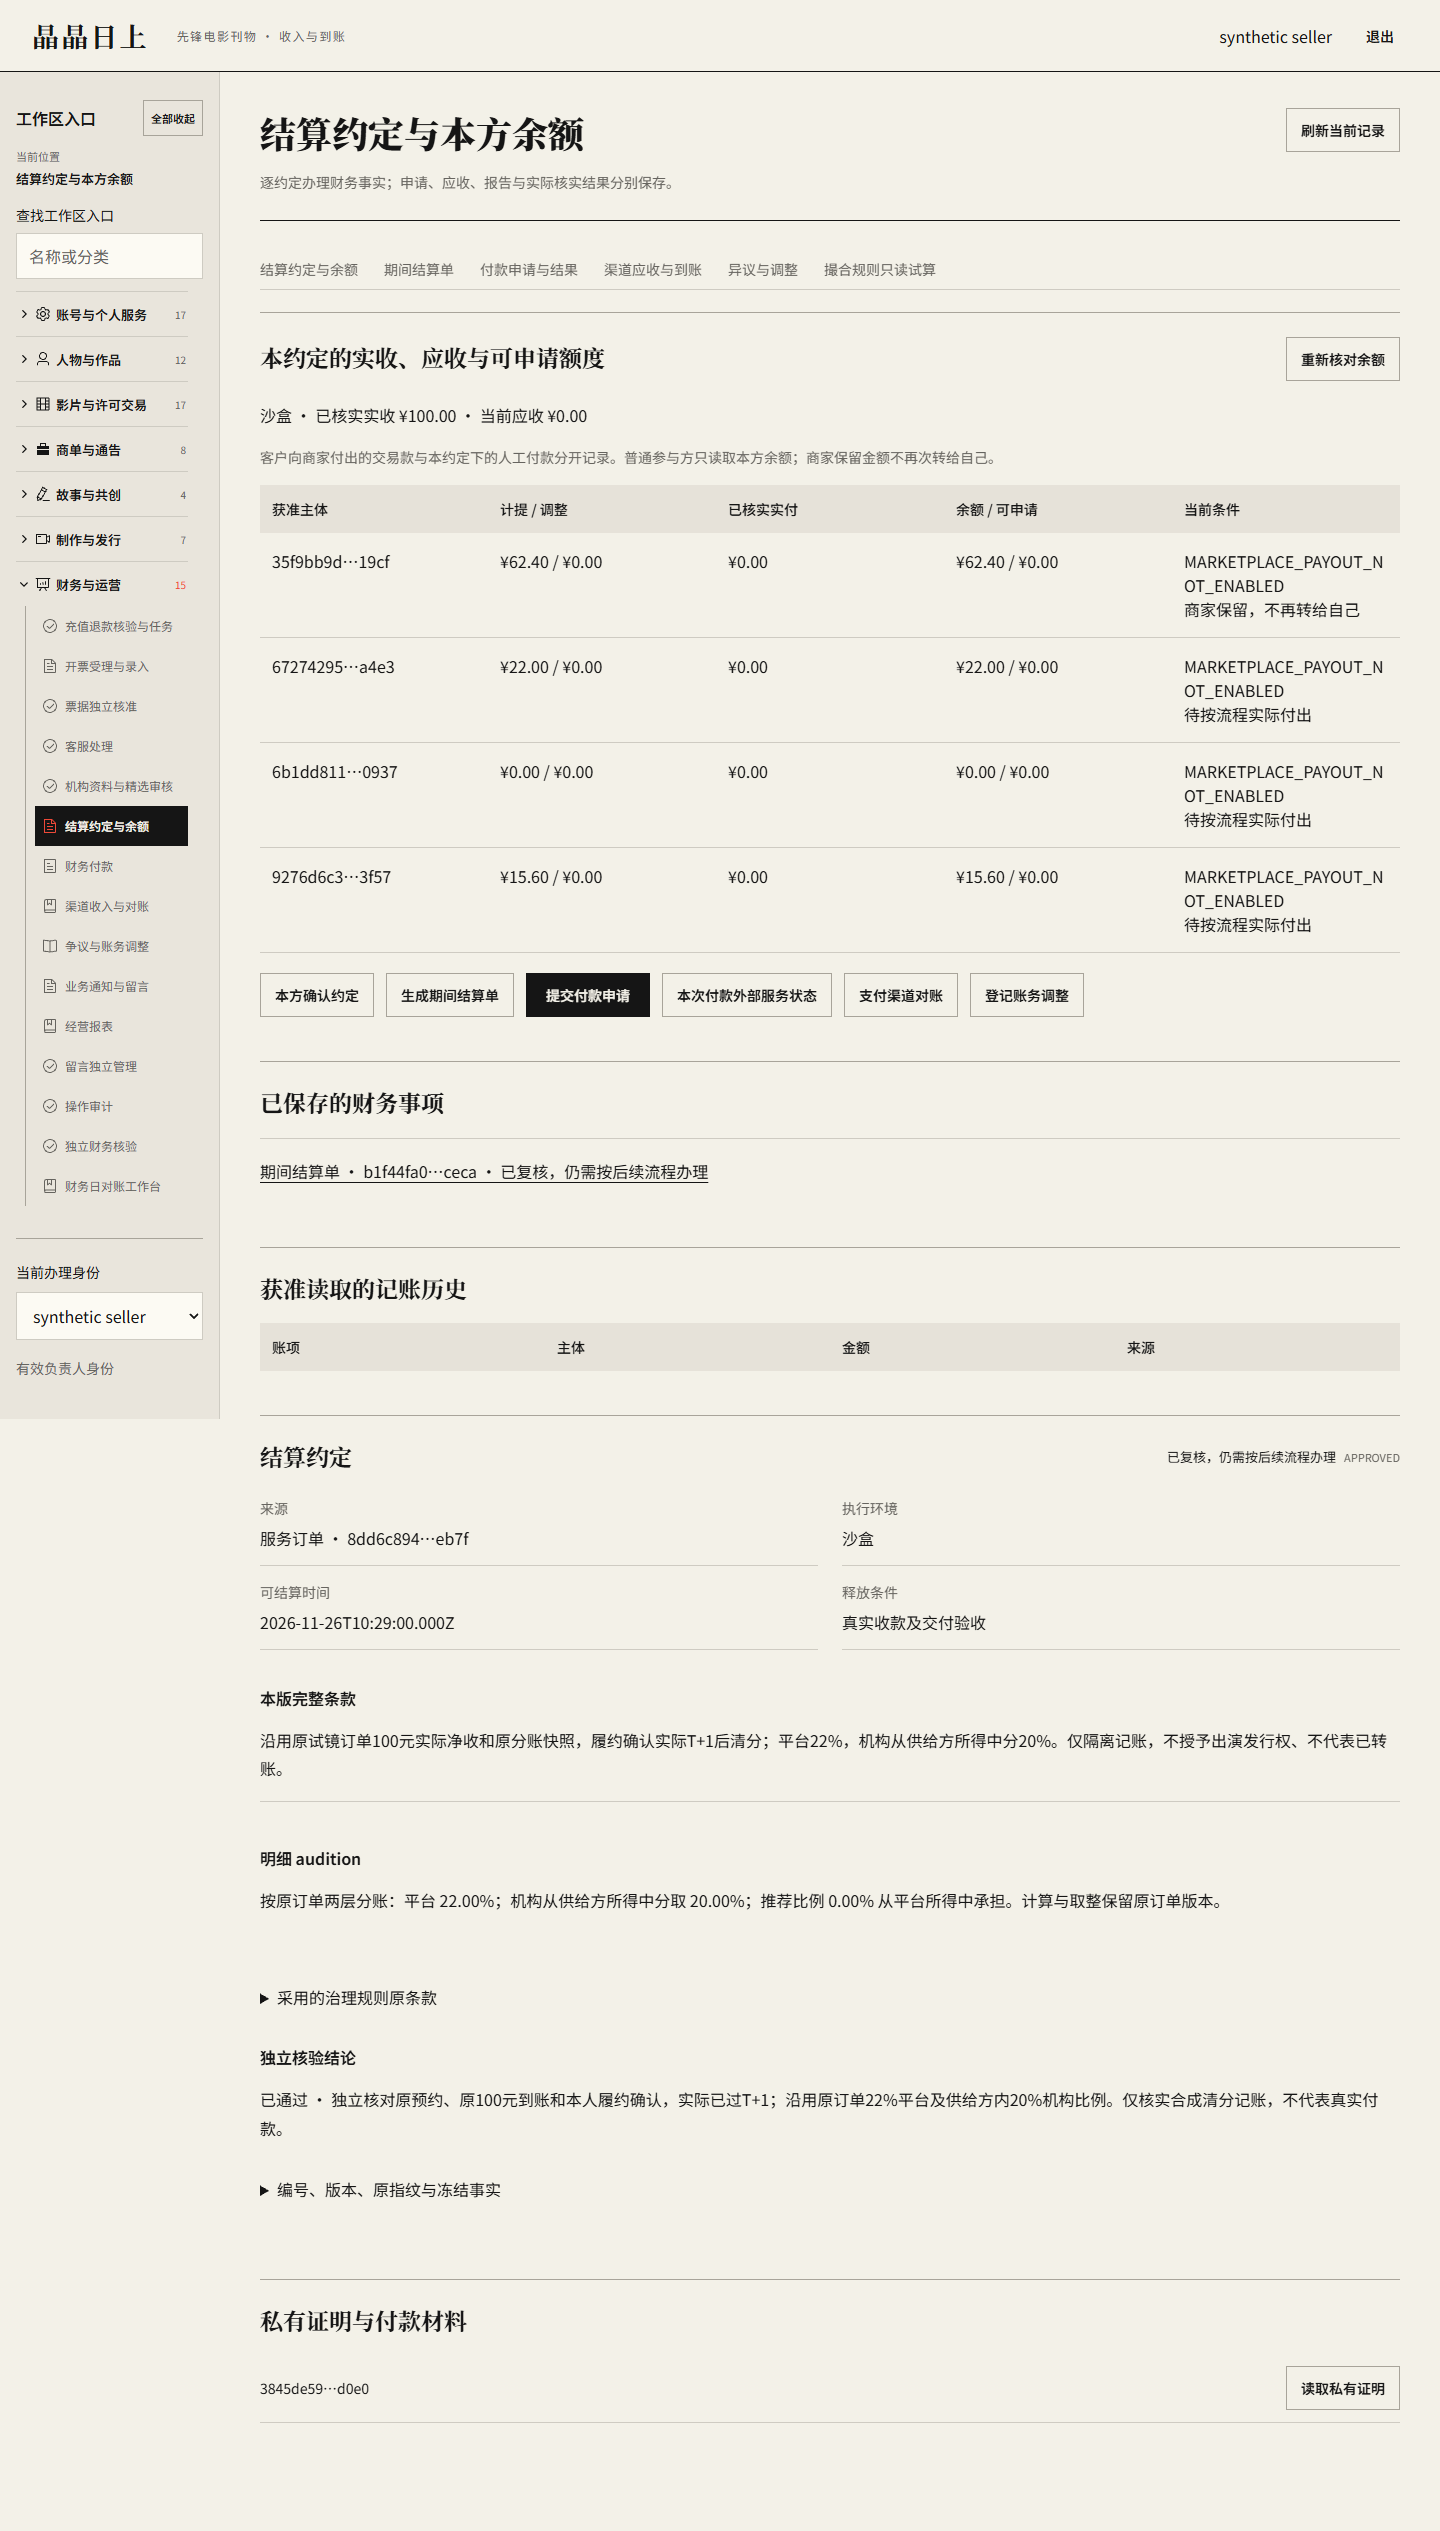 晶晶日上
先锋电影刊物 · 收入与到账
synthetic seller
退出
工作区入口
全部收起
当前位置
结算约定与本方余额
查找工作区入口
名称或分类
账号与个人服务 17
人物与作品 12
影片与许可交易 17
商单与通告 8
故事与共创 4
制作与发行 7
财务与运营 15
充值退款核验与任务
开票受理与录入
票据独立核准
客服处理
机构资料与精选审核
结算约定与余额
财务付款
渠道收入与对账
争议与账务调整
业务通知与留言
经营报表
留言独立管理
操作审计
独立财务核验
财务日对账工作台
当前办理身份
synthetic seller
有效负责人身份
结算约定与本方余额
刷新当前记录
逐约定办理财务事实；申请、应收、报告与实际核实结果分别保存。
结算约定与余额 期间结算单 付款申请与结果 渠道应收与到账 异议与调整 撮合规则只读试算
本约定的实收、应收与可申请额度
重新核对余额
沙盒 · 已核实实收 ¥100.00 · 当前应收 ¥0.00
客户向商家付出的交易款与本约定下的人工付款分开记录。普通参与方只读取本方余额；商家保留金额不再次转给自己。
获准主体 计提 / 调整 已核实实付 余额 / 可申请 当前条件
35f9bb9d…19cf ¥62.40 / ¥0.00 ¥0.00 ¥62.40 / ¥0.00 MARKETPLACE_PAYOUT_N
OT_ENABLED
商家保留，不再转给自己
67274295…a4e3 ¥22.00 / ¥0.00 ¥0.00 ¥22.00 / ¥0.00 MARKETPLACE_PAYOUT_N
OT_ENABLED
待按流程实际付出
6b1dd811…0937 ¥0.00 / ¥0.00 ¥0.00 ¥0.00 / ¥0.00 MARKETPLACE_PAYOUT_N
OT_ENABLED
待按流程实际付出
9276d6c3…3f57 ¥15.60 / ¥0.00 ¥0.00 ¥15.60 / ¥0.00 MARKETPLACE_PAYOUT_N
OT_ENABLED
待按流程实际付出
本方确认约定 生成期间结算单 提交付款申请 本次付款外部服务状态 支付渠道对账 登记账务调整
已保存的财务事项
期间结算单 · b1f44fa0…ceca · 已复核，仍需按后续流程办理
获准读取的记账历史
账项 主体 金额 来源
结算约定
已复核，仍需按后续流程办理 APPROVED
来源
服务订单 · 8dd6c894…eb7f
执行环境
沙盒
可结算时间
2026-11-26T10:29:00.000Z
释放条件
真实收款及交付验收
本版完整条款
沿用原试镜订单100元实际净收和原分账快照，履约确认实际T+1后清分；平台22%，机构从供给方所得中分20%。仅隔离记账，不授予出演发行权、不代表已转
账。
明细 audition
按原订单两层分账：平台 22.00%；机构从供给方所得中分取 20.00%；推荐比例 0.00% 从平台所得中承担。计算与取整保留原订单版本。
采用的治理规则原条款
独立核验结论
已通过 · 独立核对原预约、原100元到账和本人履约确认，实际已过T+1；沿用原订单22%平台及供给方内20%机构比例。仅核实合成清分记账，不代表真实付
款。
编号、版本、原指纹与冻结事实
私有证明与付款材料
3845de59…d0e0
读取私有证明